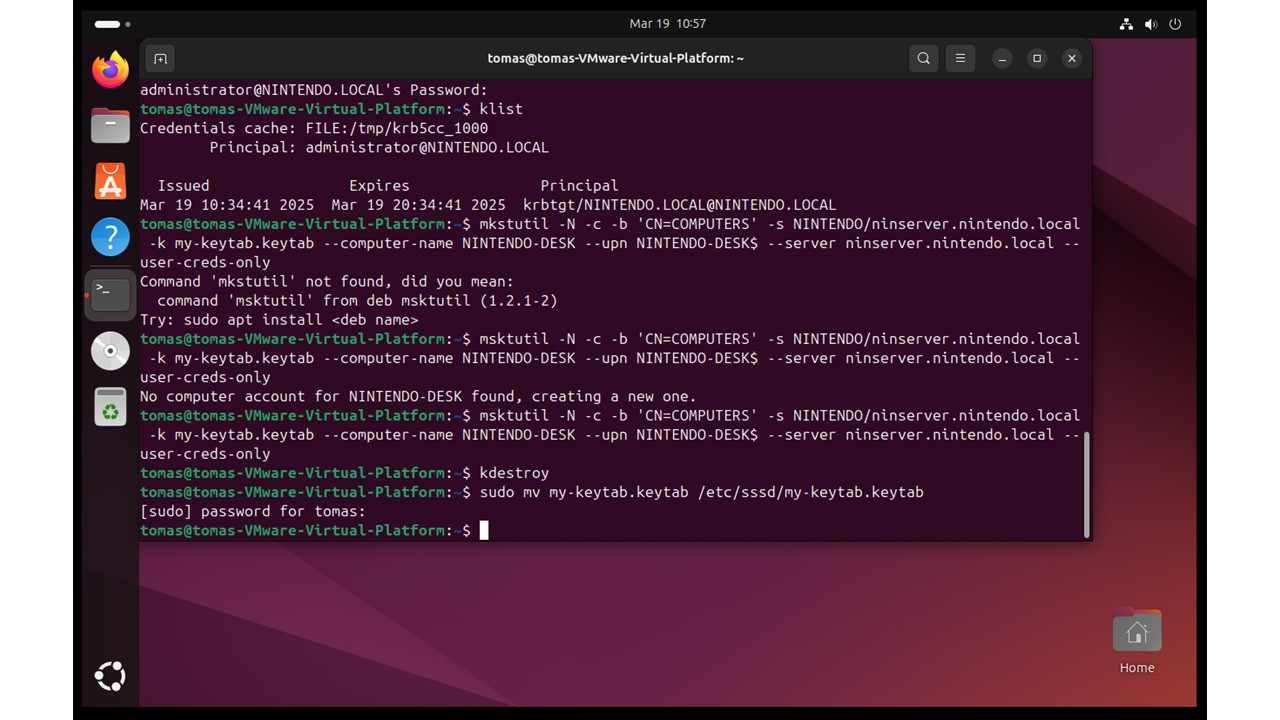 Mar 19 10:57
tomas@tomas-VMware-Virtual-Platform: ~
administrator@NINTENDO.LOCAL's Password:
tomas@tomas-VMware-Virtual-Platform:~$ klist
Credentials cache: FILE:/tmp/krb5cc_1000
        Principal: administrator@NINTENDO.LOCAL
  Issued                Expires               Principal
Mar 19 10:34:41 2025  Mar 19 20:34:41 2025  krbtgt/NINTENDO.LOCAL@NINTENDO.LOCAL
tomas@tomas-VMware-Virtual-Platform:~$ mkstutil -N -c -b 'CN=COMPUTERS' -s NINTENDO/ninserver.nintendo.local
 -k my-keytab.keytab --computer-name NINTENDO-DESK --upn NINTENDO-DESK$ --server ninserver.nintendo.local --
user-creds-only
Command 'mkstutil' not found, did you mean:
  command 'msktutil' from deb msktutil (1.2.1-2)
Try: sudo apt install <deb name>
tomas@tomas-VMware-Virtual-Platform:~$ msktutil -N -c -b 'CN=COMPUTERS' -s NINTENDO/ninserver.nintendo.local
 -k my-keytab.keytab --computer-name NINTENDO-DESK --upn NINTENDO-DESK$ --server ninserver.nintendo.local --
user-creds-only
No computer account for NINTENDO-DESK found, creating a new one.
tomas@tomas-VMware-Virtual-Platform:~$ msktutil -N -c -b 'CN=COMPUTERS' -s NINTENDO/ninserver.nintendo.local
 -k my-keytab.keytab --computer-name NINTENDO-DESK --upn NINTENDO-DESK$ --server ninserver.nintendo.local --
user-creds-only
tomas@tomas-VMware-Virtual-Platform:~$ kdestroy
tomas@tomas-VMware-Virtual-Platform:~$ sudo mv my-keytab.keytab /etc/sssd/my-keytab.keytab
[sudo] password for tomas:
tomas@tomas-VMware-Virtual-Platform:~$
Home